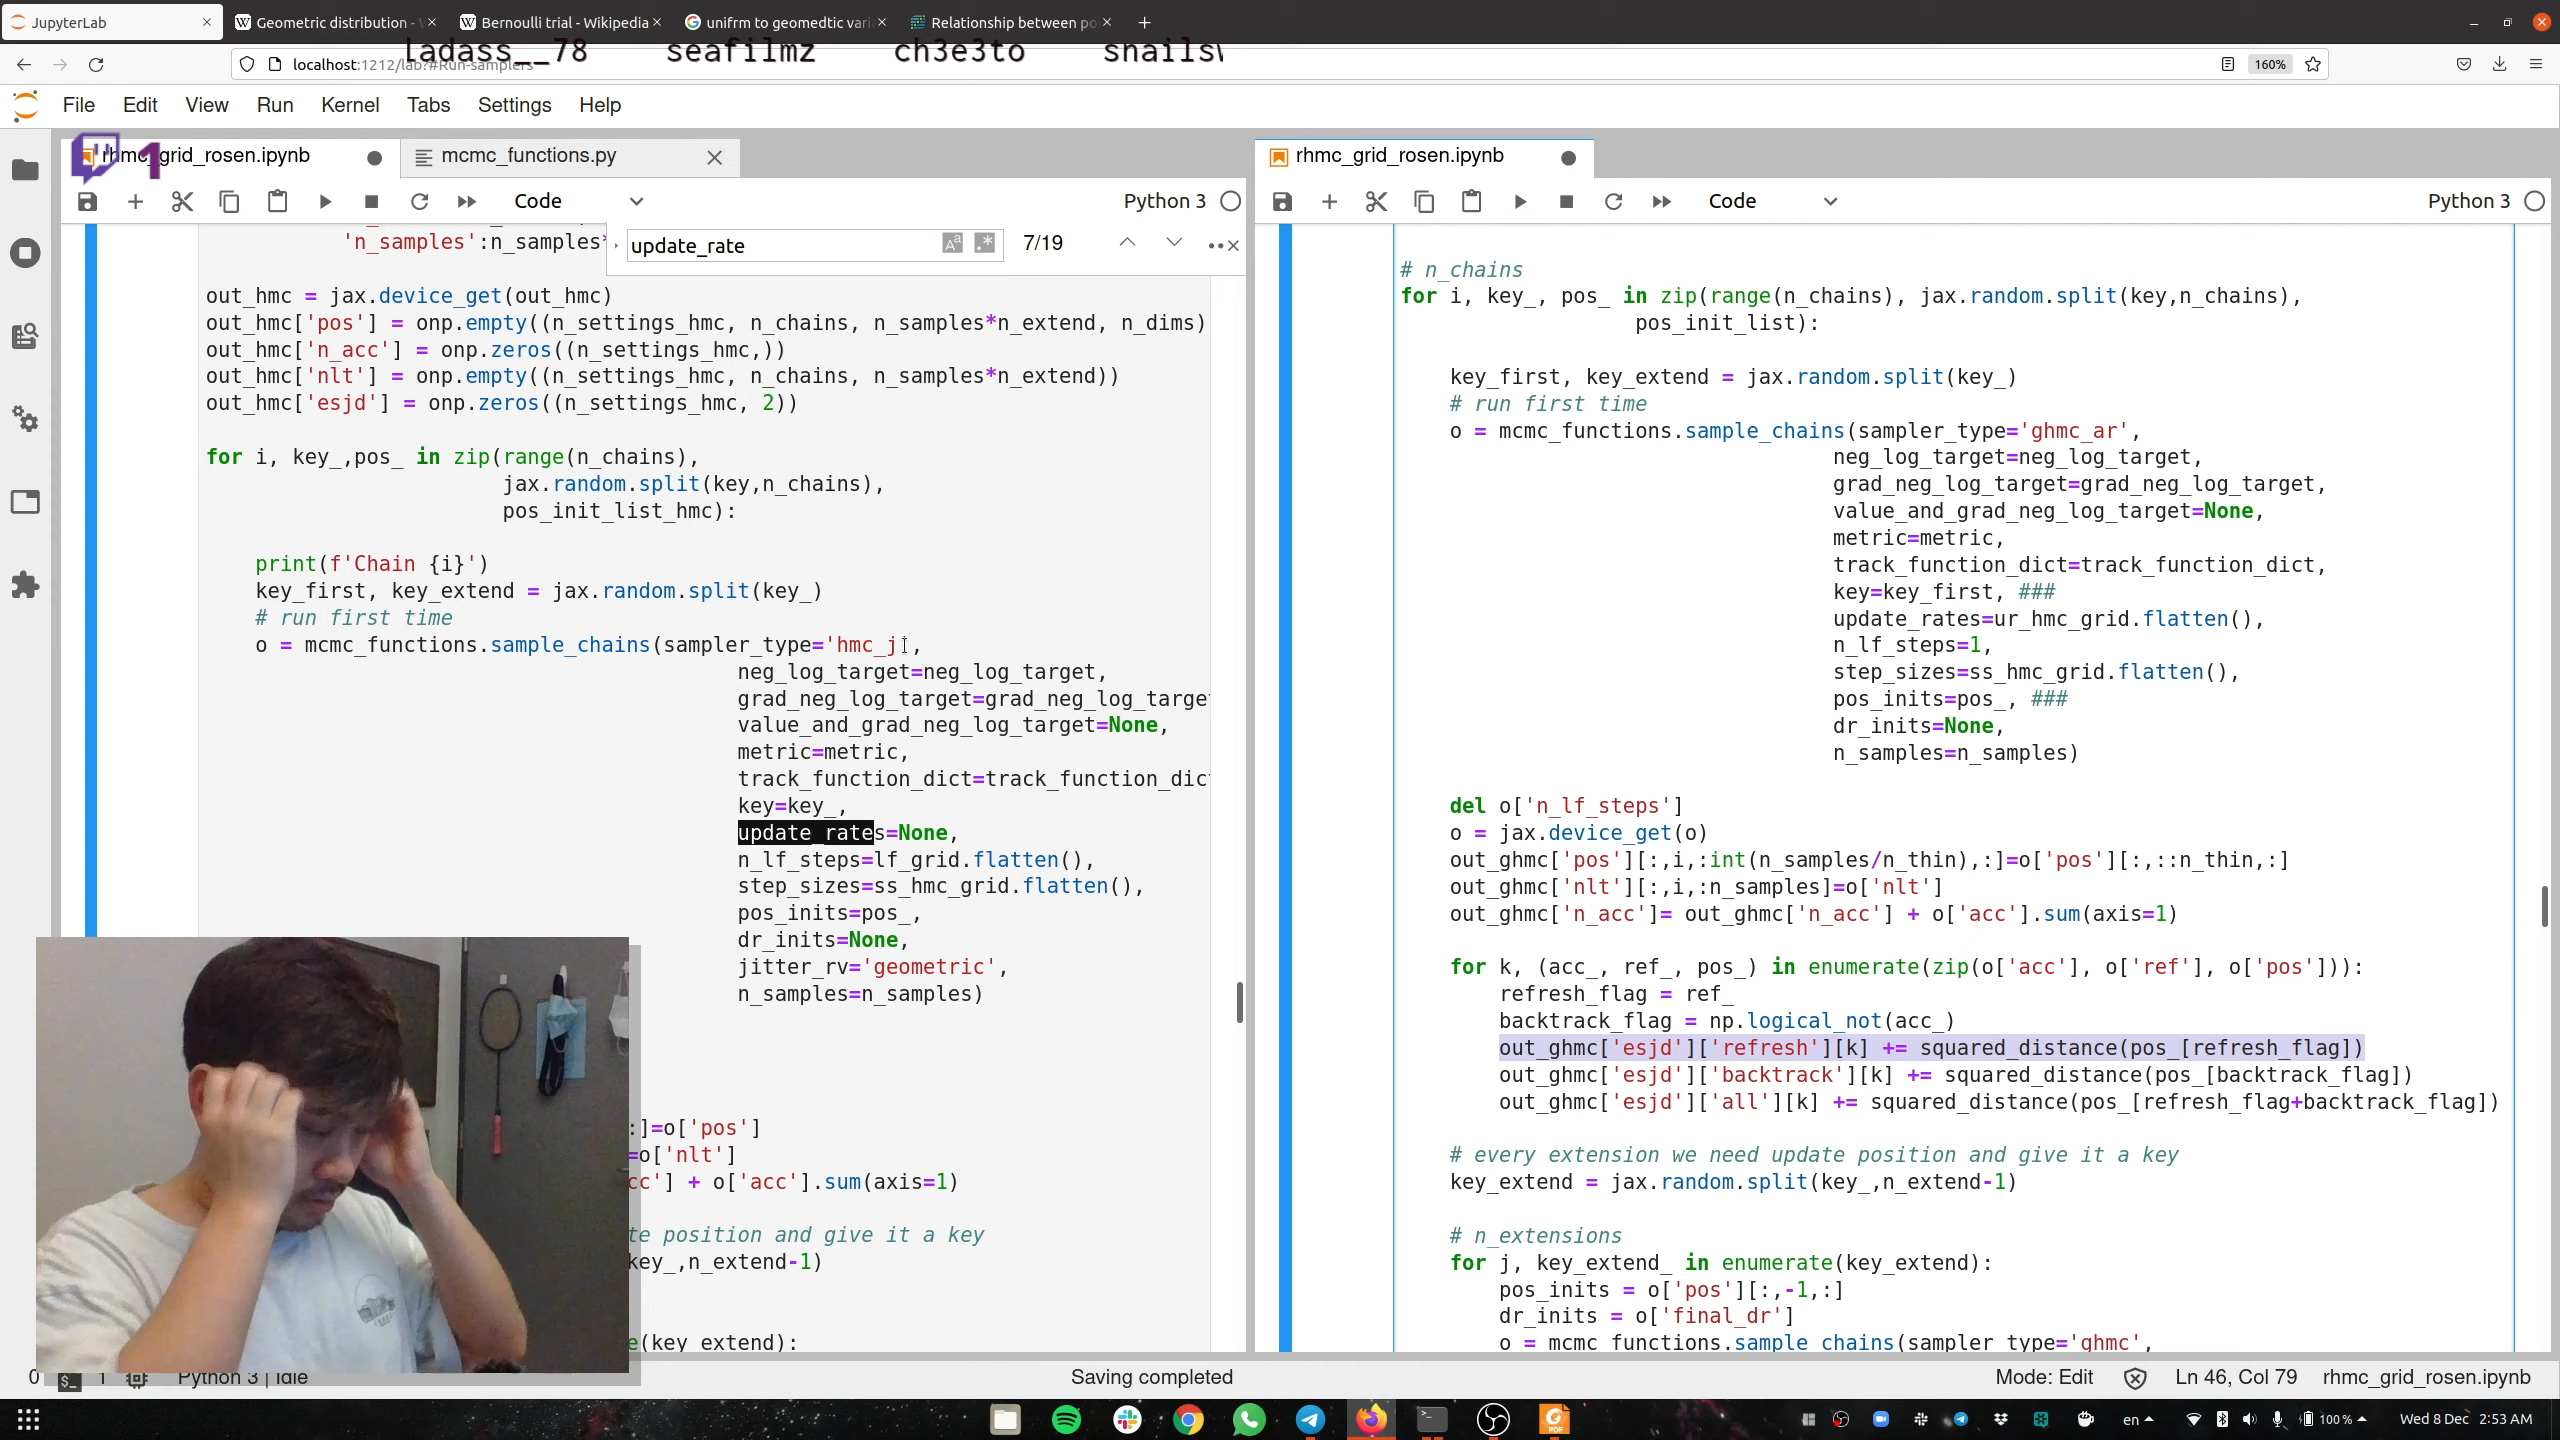 JupyterLab
Geometric distribution -
Bernoulli trial - Wikipedia
unifrm to geomedtic vari
Relationship between po
localhost:1212/lab?#Run-samplers
160%
ladass__78 seafilmz ch3e3to snails
File Edit View Run Kernel Tabs Settings Help
rhmc_grid_rosen.ipynb
1
mcmc_functions.py
rhmc_grid_rosen.ipynb
Code
Python 3
Code
Python 3
update_rate
7/19
'n_samples':n_samples*
out_hmc = jax.device_get(out_hmc)
out_hmc['pos'] = onp.empty((n_settings_hmc, n_chains, n_samples*n_extend, n_dims)
out_hmc['n_acc'] = onp.zeros((n_settings_hmc,))
out_hmc['nlt'] = onp.empty((n_settings_hmc, n_chains, n_samples*n_extend))
out_hmc['esjd'] = onp.zeros((n_settings_hmc, 2))
for i, key_,pos_ in zip(range(n_chains),
jax.random.split(key,n_chains),
pos_init_list_hmc):
print(f'Chain {i}')
key_first, key_extend = jax.random.split(key_)
# run first time
o = mcmc_functions.sample_chains(sampler_type='hmc_j',
neg_log_target=neg_log_target,
grad_neg_log_target=grad_neg_log_target
value_and_grad_neg_log_target=None,
metric=metric,
track_function_dict=track_function_dic
key=key_,
update_rates=None,
n_lf_steps=lf_grid.flatten(),
step_sizes=ss_hmc_grid.flatten(),
pos_inits=pos_,
dr_inits=None,
jitter_rv='geometric',
n_samples=n_samples)
:]=o['pos']
=o['nlt']
cc'] + o['acc'].sum(axis=1)
te position and give it a key
key_,n_extend-1)
e(key_extend):
# n_chains
for i, key_, pos_ in zip(range(n_chains), jax.random.split(key,n_chains),
pos_init_list):
key_first, key_extend = jax.random.split(key_)
# run first time
o = mcmc_functions.sample_chains(sampler_type='ghmc_ar',
neg_log_target=neg_log_target,
grad_neg_log_target=grad_neg_log_target,
value_and_grad_neg_log_target=None,
metric=metric,
track_function_dict=track_function_dict,
key=key_first, ###
update_rates=ur_hmc_grid.flatten(),
n_lf_steps=1,
step_sizes=ss_hmc_grid.flatten(),
pos_inits=pos_, ###
dr_inits=None,
n_samples=n_samples)
del o['n_lf_steps']
o = jax.device_get(o)
out_ghmc['pos'][:,i,:int(n_samples/n_thin),:]=o['pos'][:,::n_thin,:]
out_ghmc['nlt'][:,i,:n_samples]=o['nlt']
out_ghmc['n_acc']= out_ghmc['n_acc'] + o['acc'].sum(axis=1)
for k, (acc_, ref_, pos_) in enumerate(zip(o['acc'], o['ref'], o['pos'])):
refresh_flag = ref_
backtrack_flag = np.logical_not(acc_)
out_ghmc['esjd']['refresh'][k] += squared_distance(pos_[refresh_flag])
out_ghmc['esjd']['backtrack'][k] += squared_distance(pos_[backtrack_flag])
out_ghmc['esjd']['all'][k] += squared_distance(pos_[refresh_flag+backtrack_flag])
# every extension we need update position and give it a key
key_extend = jax.random.split(key_,n_extend-1)
# n_extensions
for j, key_extend_ in enumerate(key_extend):
pos_inits = o['pos'][:,-1,:]
dr_inits = o['final_dr']
o = mcmc_functions.sample_chains(sampler_type='ghmc',
0 1 Python 3 | Idle
Saving completed
Mode: Edit
Ln 46, Col 79
rhmc_grid_rosen.ipynb
en
100 %
Wed 8 Dec 2:53 AM